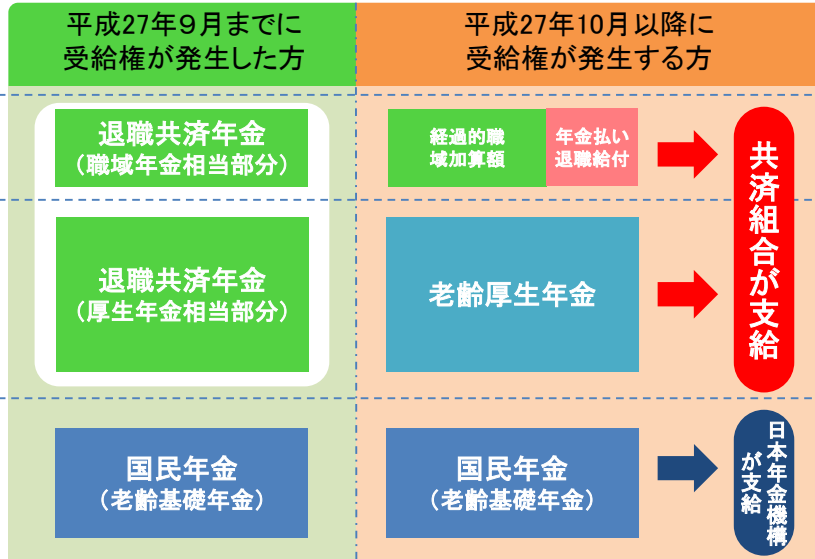 平成27年９月までに
受給権が発生した方
平成27年10月以降に
受給権が発生する方
退職共済年金
（職域年金相当部分）
経過的職
域加算額
年金払い
退職給付
退職共済年金
（厚生年金相当部分）
老齢厚生年金
共済組合が支給
国民年金
（老齢基礎年金）
国民年金
（老齢基礎年金）
日本年金機構
が支給